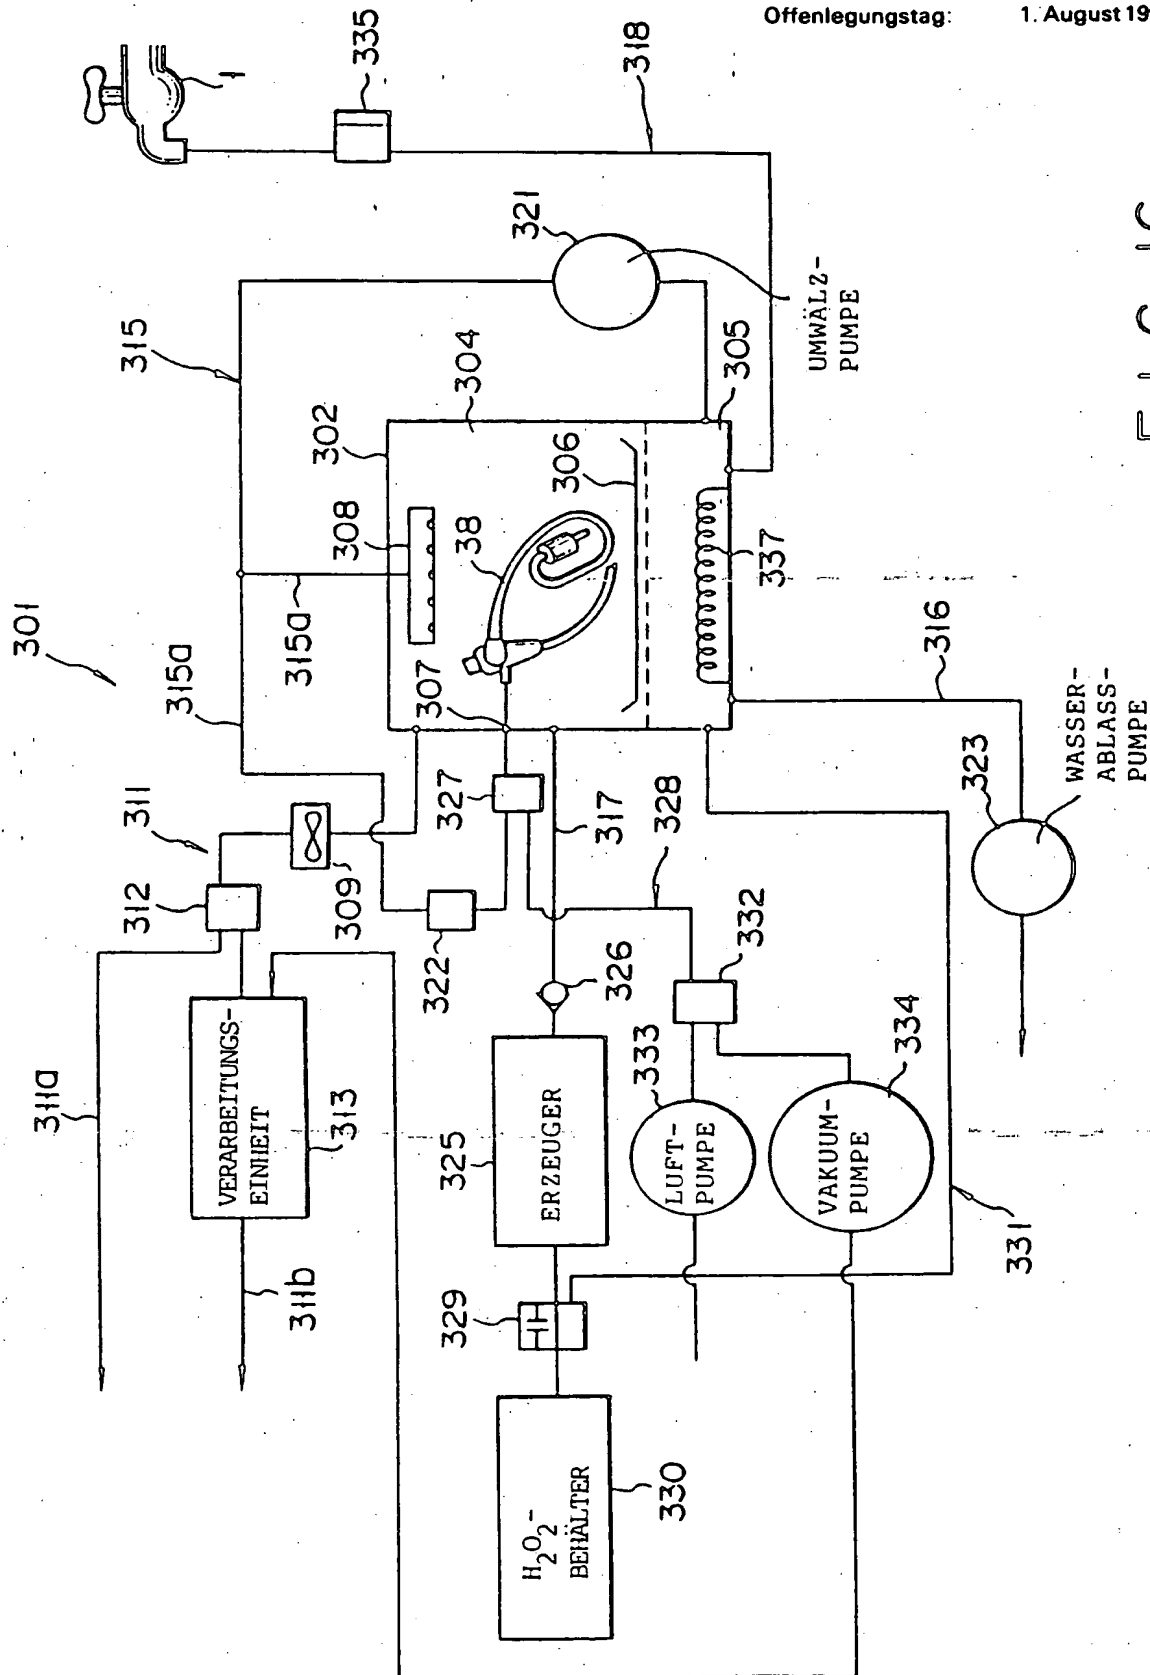 Offenlegungstag: 1. August 19
1
335
318
321
UMWÄLZ-
PUMPE
315
304
302
305
306
308
38
337
301
315a
315a
307
316
WASSER-
ABLASS-
PUMPE
323
311
327
317
328
312
309
322
332
326
311a
VERARBEITUNGS-
EINHEIT
313
333
334
325
ERZEUGER
LUFT-
PUMPE
VAKUUM-
PUMPE
331
311b
329
H2O2-
BEHÄLTER
330